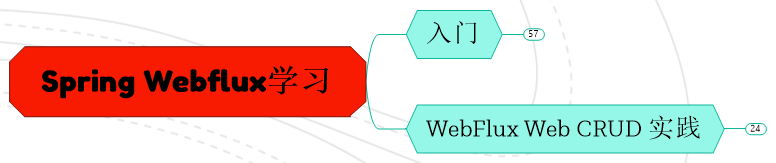 Spring Webflux学习
入门
57
WebFlux Web CRUD 实践
24